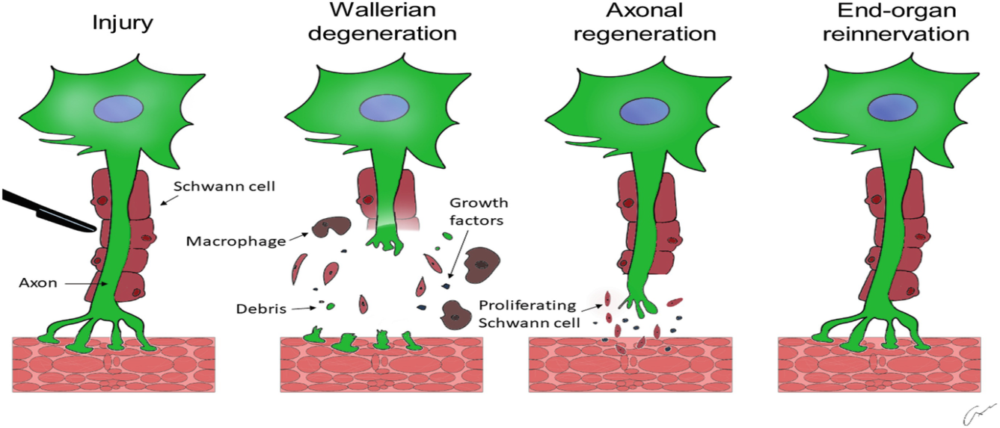 Injury
Wallerian
degeneration
Axonal
regeneration
End-organ
reinnervation
Schwann cell
Axon
Macrophage
Debris
Growth
factors
Proliferating
Schwann cell